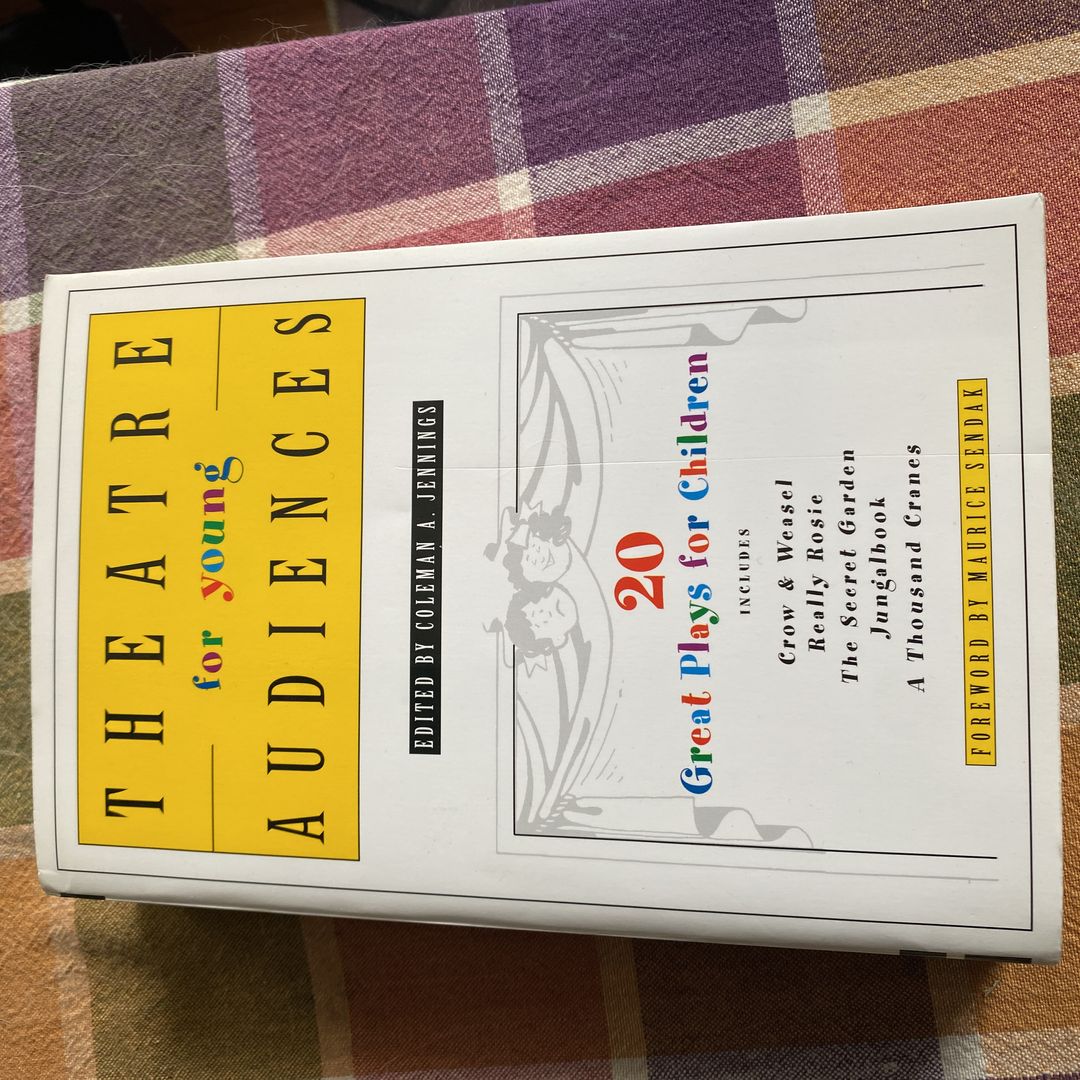 THEATRE
for young
AUDIENCES
EDITED BY COLEMAN A. JENNINGS
20
Great Plays for Children
INCLUDES
Crow & Weasel
Really Rosie
The Secret Garden
Jungalbook
A Thousand Cranes
FOREWORD BY MAURICE SENDAK